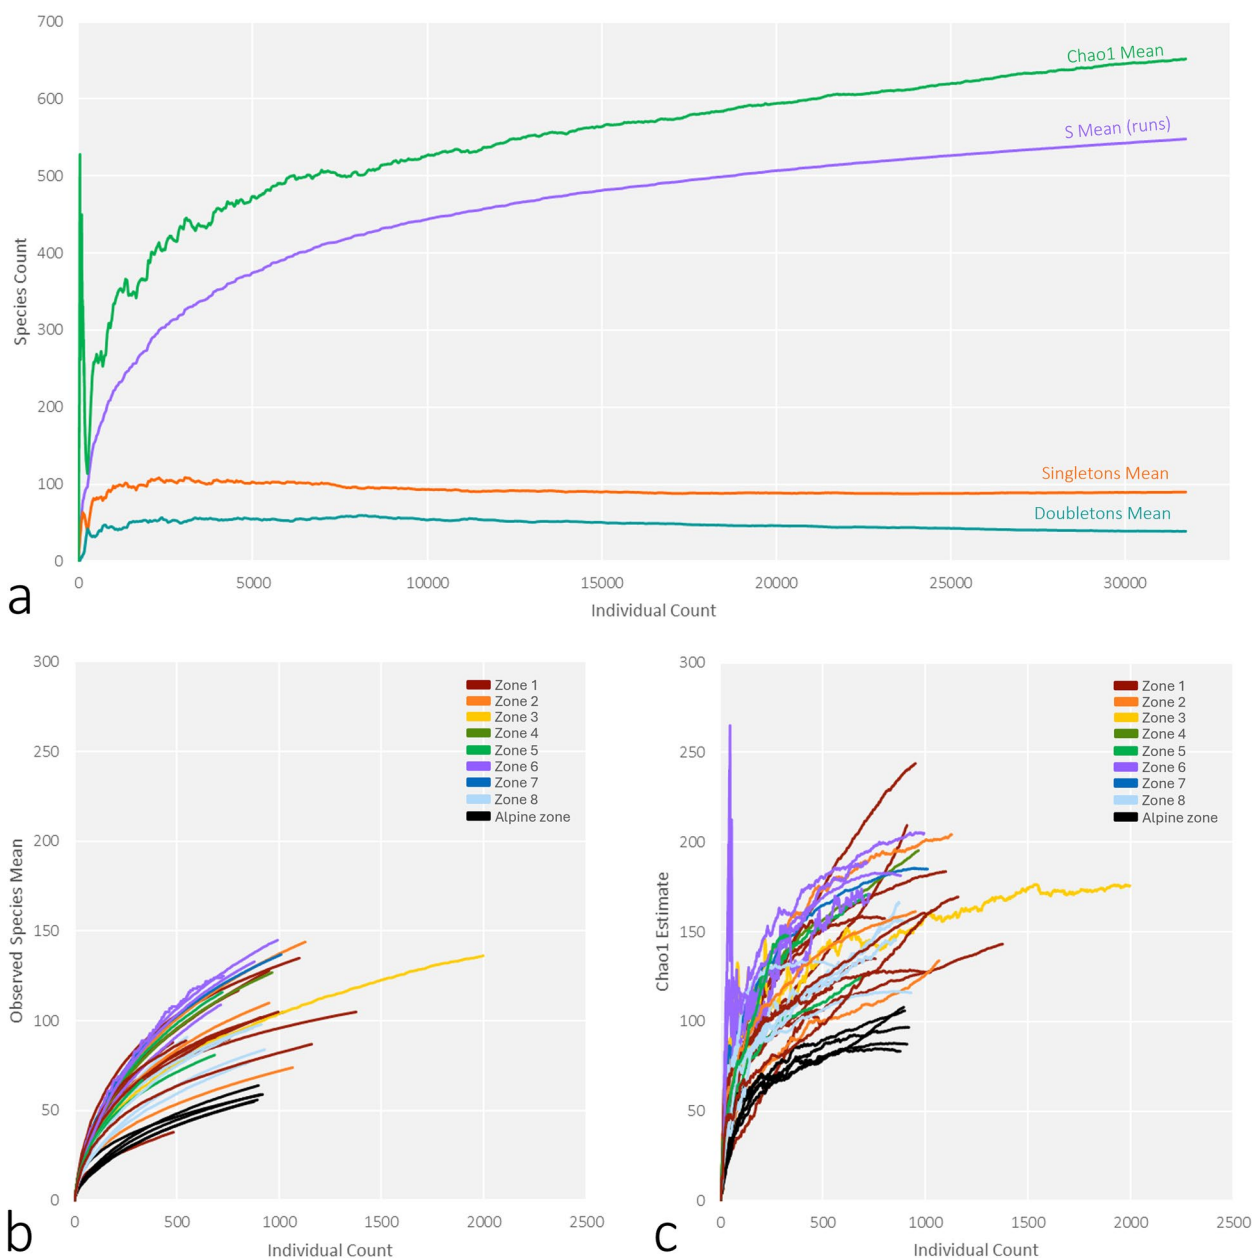 700
600
500
400
300
200
100
0
Species Count
Chao1 Mean
S Mean (runs)
Singletons Mean
Doubletons Mean
0 5000 10000 15000 20000 25000 30000
Individual Count
a
300
250
200
150
100
50
0
Observed Species Mean
Zone 1
Zone 2
Zone 3
Zone 4
Zone 5
Zone 6
Zone 7
Zone 8
Alpine zone
0 500 1000 1500 2000 2500
Individual Count
b
300
250
200
150
100
50
0
Chao1 Estimate
Zone 1
Zone 2
Zone 3
Zone 4
Zone 5
Zone 6
Zone 7
Zone 8
Alpine zone
0 500 1000 1500 2000 2500
Individual Count
c